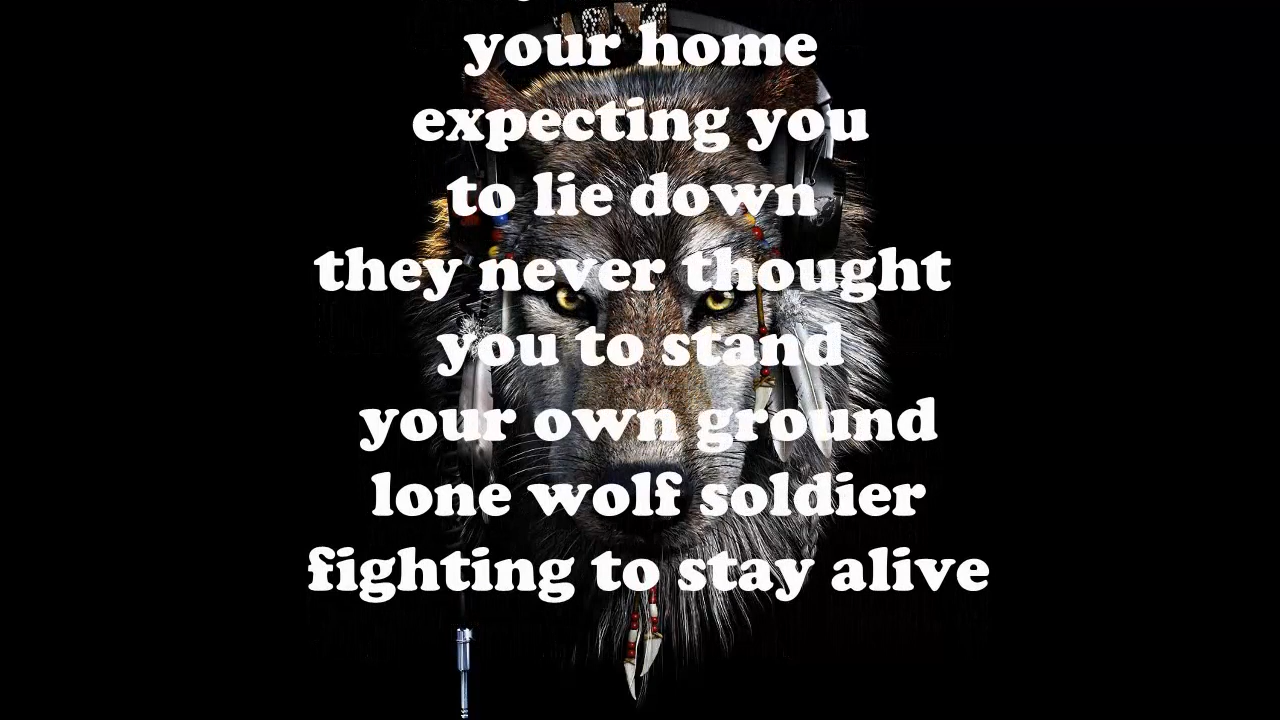 your home
expecting you
to lie down
they never thought
you to stand
your own ground
lone wolf soldier
fighting to stay alive